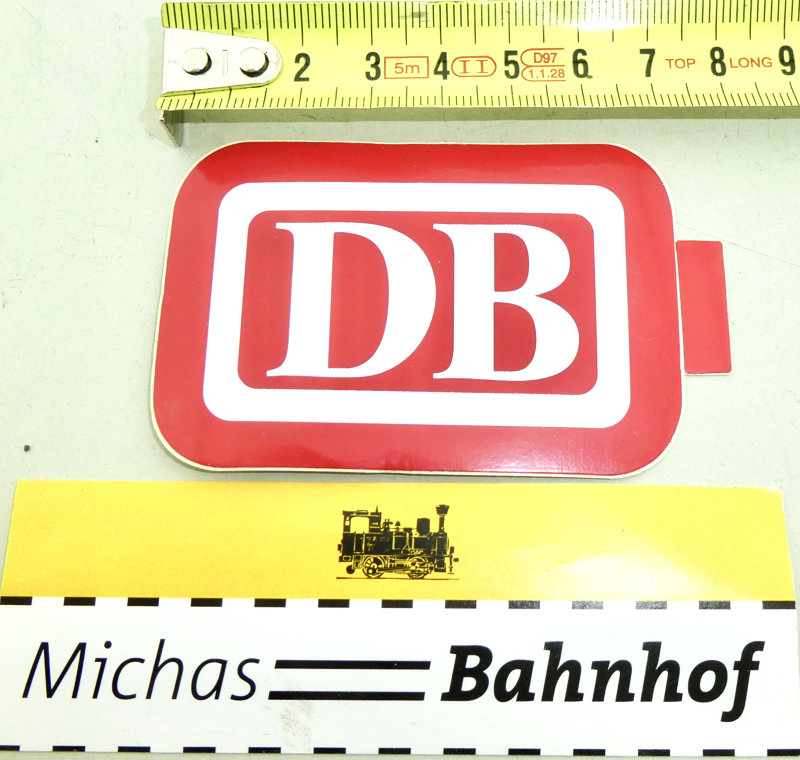 2 3 5m 4 II 5 D97 1.1.28 6 7 TOP 8 LONG 9
DB
Michas Bahnhof